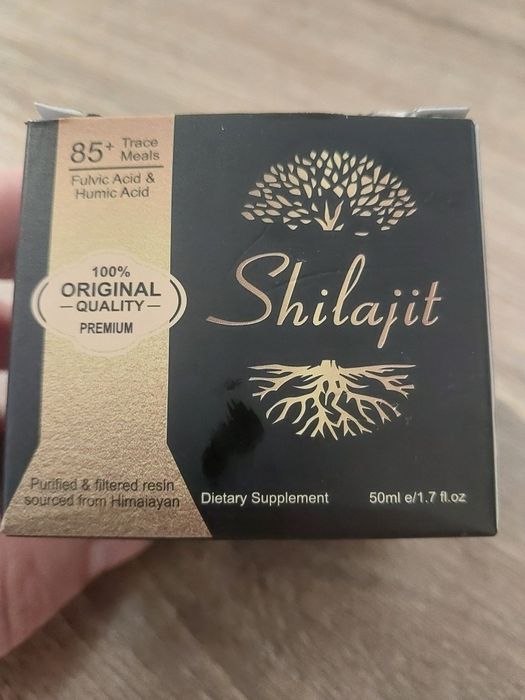 85+ Trace
Meals
Fulvic Acid &
Humic Acid
100%
ORIGINAL
QUALITY
PREMIUM
Shilajit
Purified & filtered resin
sourced from Himaiayan
Dietary Supplement
50ml e/1.7 fl.oz